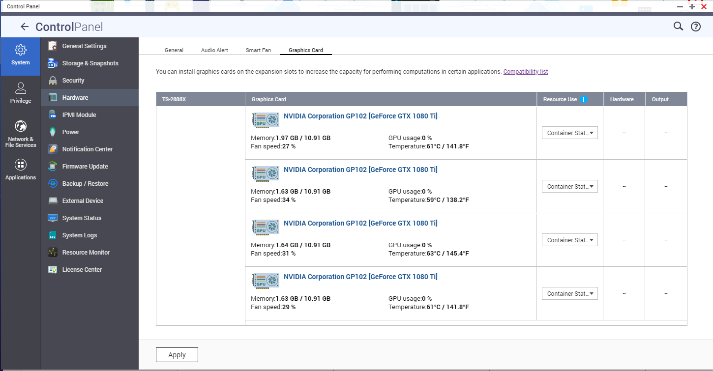 Control Panel
ControlPanel
System
Privilege
Network &
File Services
Applications
General Settings
Storage & Snapshots
Security
Hardware
IPMI Module
Power
Notification Center
Firmware Update
Backup / Restore
External Device
System Status
System Logs
Resource Monitor
License Center
General Audio Alert Smart Fan Graphics Card
You can install graphics cards on the expansion slots to increase the capacity for performing computations in certain applications. Compatibility list
TS-2888X Graphics Card Resource Use Hardware Output
NVIDIA Corporation GP102 [GeForce GTX 1080 Ti]
Memory:1.97 GB / 10.91 GB GPU usage:0 %
Fan speed:27 % Temperature:61°C / 141.8°F
Container Stat... -- --
NVIDIA Corporation GP102 [GeForce GTX 1080 Ti]
Memory:1.63 GB / 10.91 GB GPU usage:0 %
Fan speed:34 % Temperature:59°C / 138.2°F
Container Stat... -- --
NVIDIA Corporation GP102 [GeForce GTX 1080 Ti]
Memory:1.64 GB / 10.91 GB GPU usage:0 %
Fan speed:31 % Temperature:63°C / 145.4°F
Container Stat... -- --
NVIDIA Corporation GP102 [GeForce GTX 1080 Ti]
Memory:1.63 GB / 10.91 GB GPU usage:0 %
Fan speed:29 % Temperature:61°C / 141.8°F
Container Stat... -- --
Apply